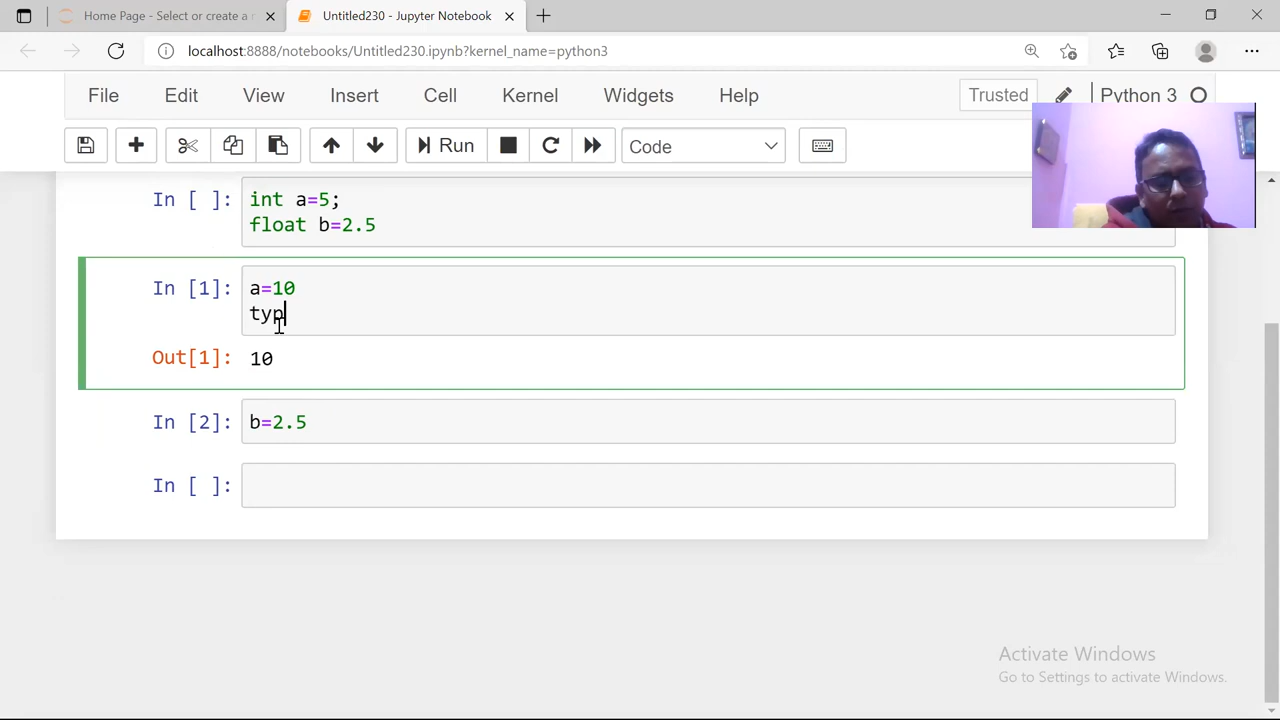 Home Page - Select or create a n
Untitled230 - Jupyter Notebook
localhost:8888/notebooks/Untitled230.ipynb?kernel_name=python3
File Edit View Insert Cell Kernel Widgets Help Trusted Python 3
Run Code
In [ ]: int a=5;
float b=2.5
In [1]: a=10
typ
Out[1]: 10
In [2]: b=2.5
In [ ]:
Activate Windows
Go to Settings to activate Windows.